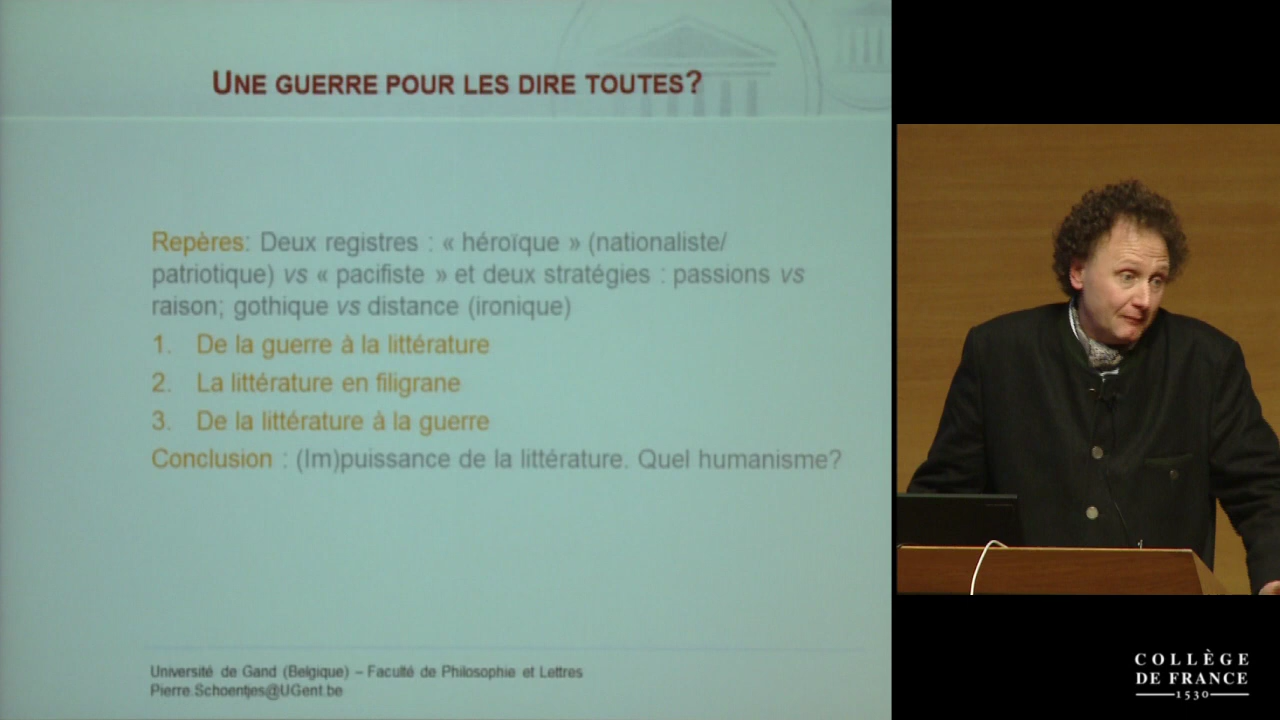 UNE GUERRE POUR LES DIRE TOUTES?
Repères: Deux registres : « héroïque » (nationaliste/
patriotique) vs « pacifiste » et deux stratégies : passions vs
raison; gothique vs distance (ironique)
1. De la guerre à la littérature
2. La littérature en filigrane
3. De la littérature à la guerre
Conclusion : (Im)puissance de la littérature. Quel humanisme?
Université de Gand (Belgique) – Faculté de Philosophie et Lettres
Pierre.Schoentjes@UGent.be
COLLÈGE
DE FRANCE
1530